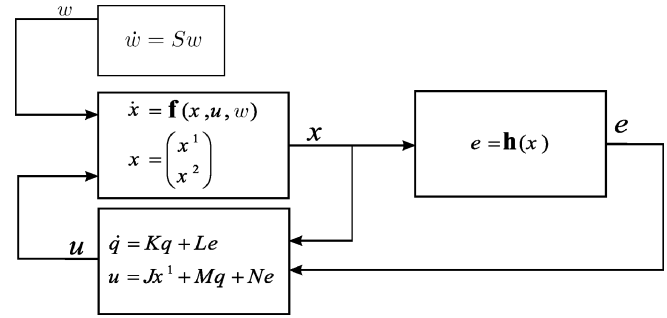 w
ẇ = Sw
ẋ = f(x,u,w)
x = (x¹
x²)
x
e = h(x)
e
u
q̇ = Kq + Le
u = Jx¹ + Mq + Ne